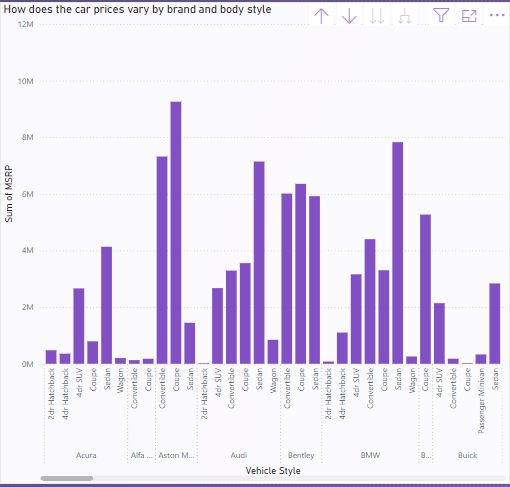 How does the car prices vary by brand and body style
12M
10M
8M
6M
4M
2M
0M
Sum of MSRP
2dr Hatchback
4dr Hatchback
4dr SUV
Coupe
Sedan
Wagon
Convertible
Coupe
Convertible
Coupe
Sedan
2dr Hatchback
4dr SUV
Convertible
Coupe
Sedan
Wagon
Convertible
Coupe
Sedan
2dr Hatchback
4dr Hatchback
4dr SUV
Convertible
Coupe
Sedan
Wagon
Coupe
4dr SUV
Convertible
Coupe
Passenger Minivan
Sedan
Acura
Alfa ...
Aston M...
Audi
Bentley
BMW
B...
Buick
Vehicle Style